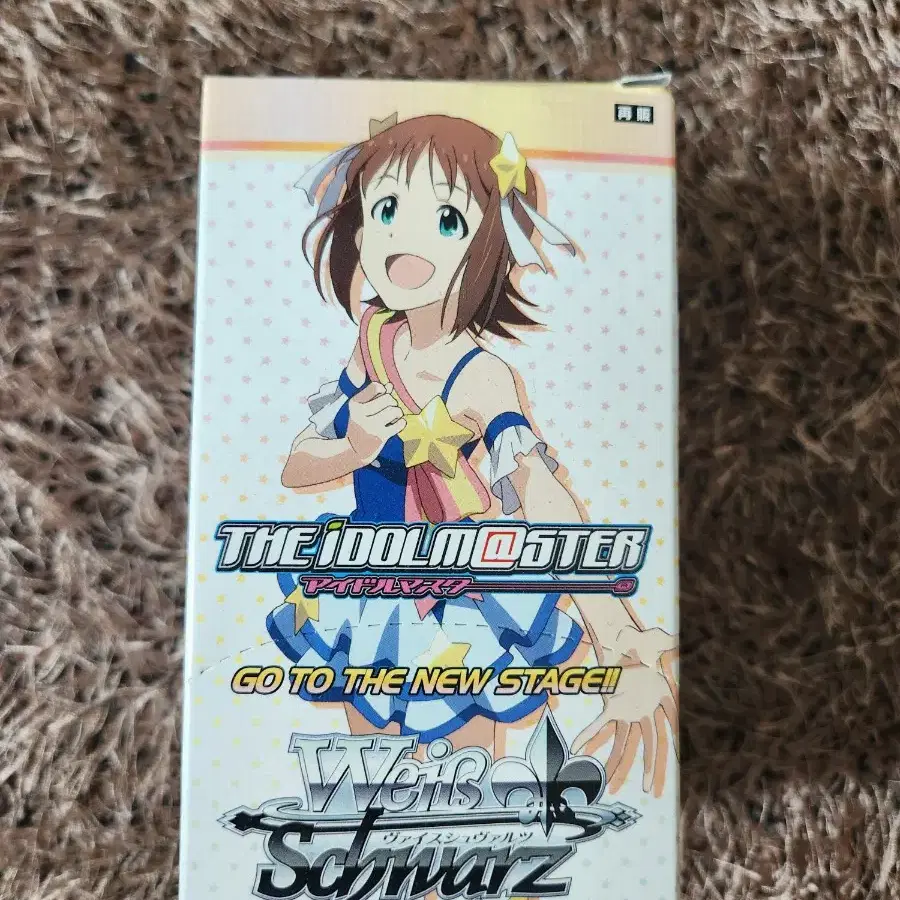 再販
THE iDOLM@STER
アイドルマスター
GO TO THE NEW STAGE!!
Weiß
ヴァイスシュヴァルツ
Schwarz